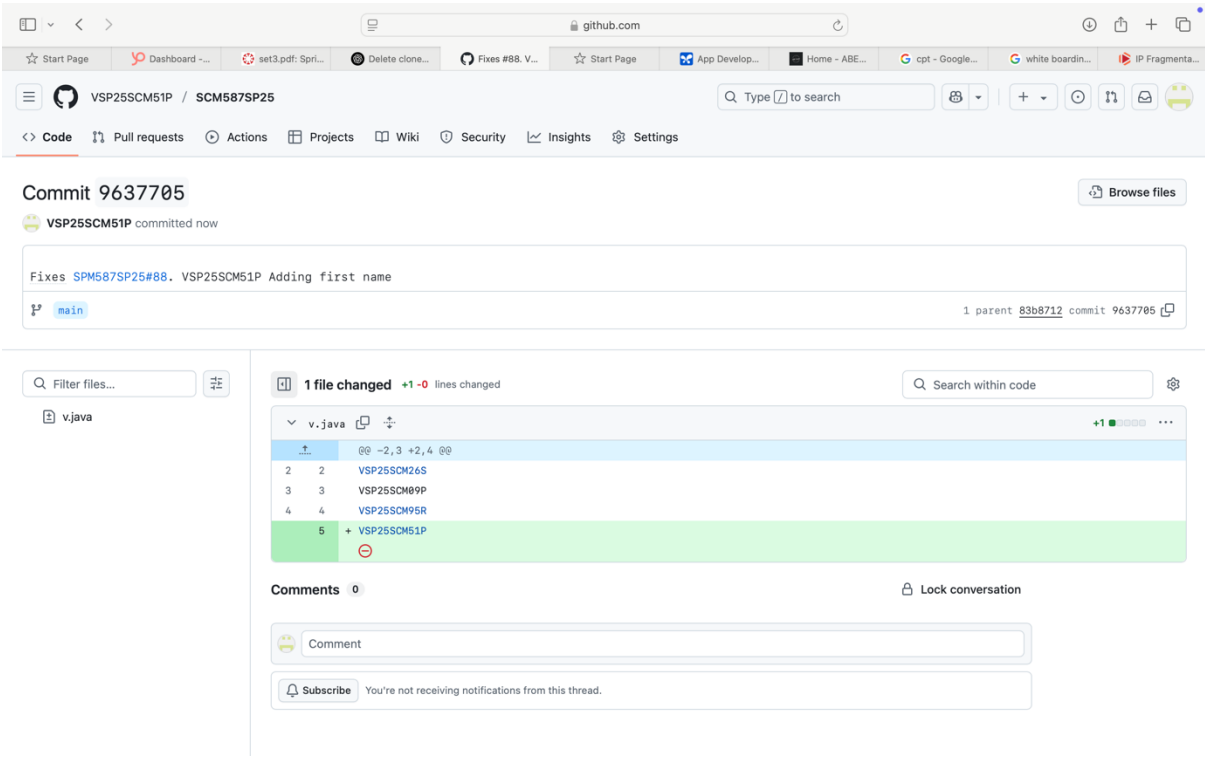 github.com
Start Page
Dashboard -...
set3.pdf: Spri...
Delete clone...
Fixes #88. V...
Start Page
App Develop...
Home - ABE...
cpt - Google...
white boardin...
IP Fragmenta...
VSP25SCM51P / SCM587SP25
Type / to search
<> Code
Pull requests
Actions
Projects
Wiki
Security
Insights
Settings
Commit 9637705
Browse files
VSP25SCM51P committed now
Fixes SPM587SP25#88. VSP25SCM51P Adding first name
main
1 parent 83b8712 commit 9637705
Filter files...
v.java
1 file changed +1 -0 lines changed
Search within code
v.java
+1
@@ -2,3 +2,4 @@
2 2 VSP25SCM26S
3 3 VSP25SCM09P
4 4 VSP25SCM95R
5 + VSP25SCM51P
Comments 0
Lock conversation
Comment
Subscribe
You're not receiving notifications from this thread.